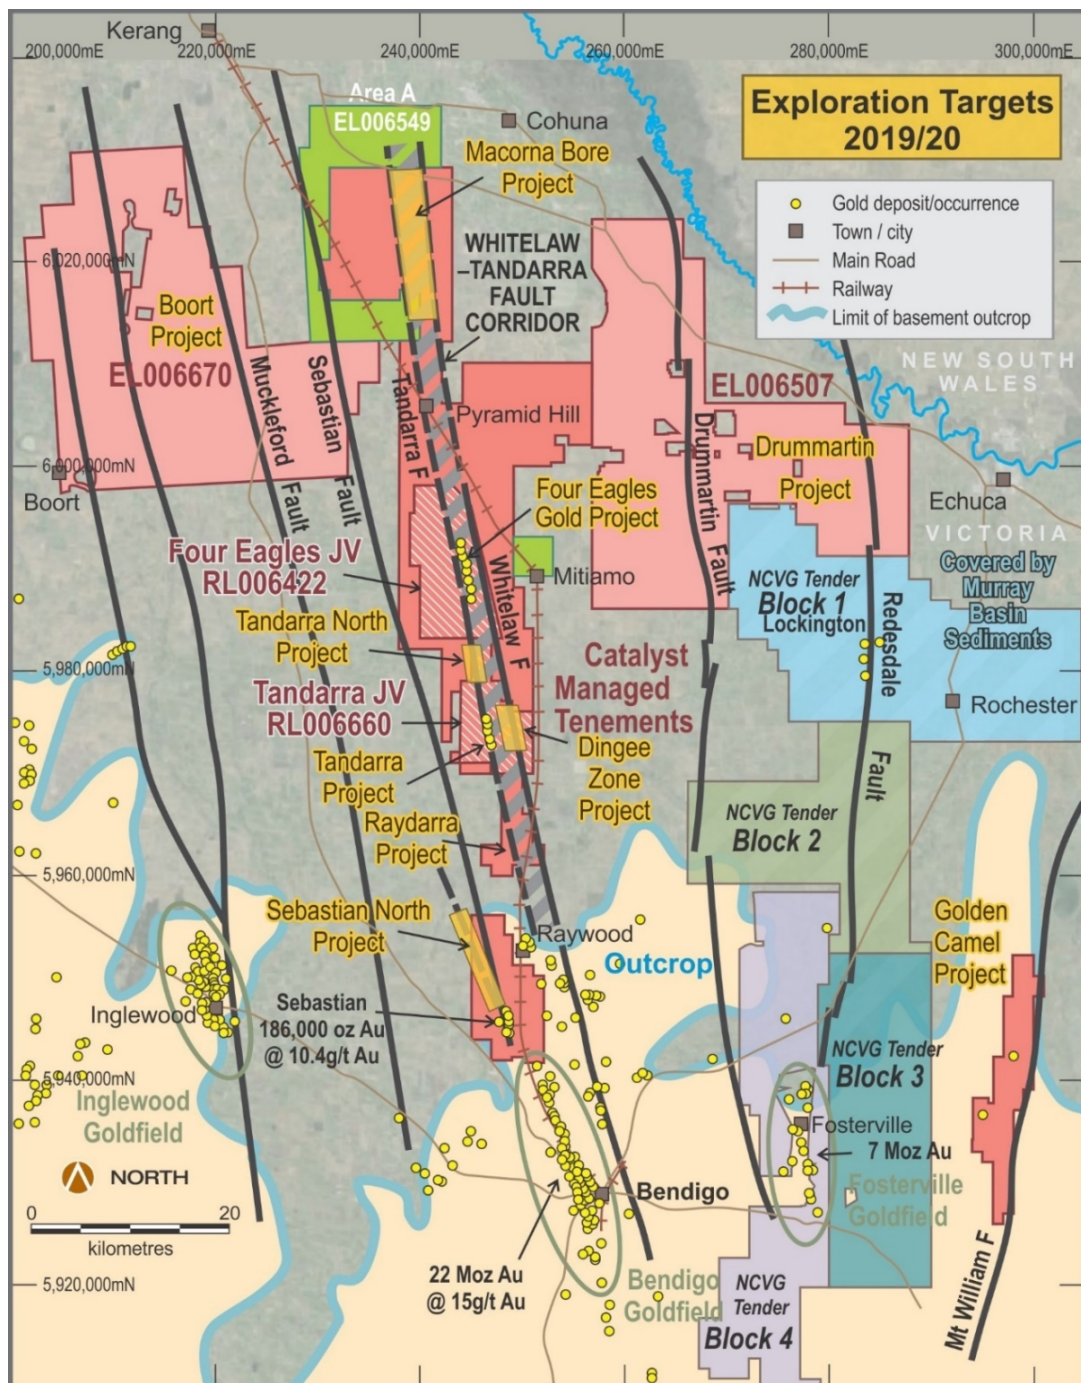 Kerang
200,000mE
220,000mE
240,000mE
260,000mE
280,000mE
300,000mE
Exploration Targets
2019/20
Gold deposit/occurrence
Town / city
Main Road
Railway
Limit of basement outcrop
Area A
EL006549
Cohuna
Macorna Bore
Project
WHITELAW
–TANDARRA
FAULT
CORRIDOR
6,020,000mN
Boort
Project
EL006670
Muckleford
Fault
Sebastian
Fault
Tandarra F
Pyramid Hill
NEW SOUTH
WALES
EL006507
Drummartin
Fault
Drummartin
Project
6,000,000mN
Boort
Echuca
VICTORIA
Four Eagles
Gold Project
Four Eagles JV
RL006422
Whitelaw F
Mitiamo
NCVG Tender
Block 1
Lockington
Covered by
Murray
Basin
Sediments
Redesdale
Fault
Tandarra North
Project
5,980,000mN
Catalyst
Managed
Tenements
Tandarra JV
RL006660
Rochester
Tandarra
Project
Dingee
Zone
Project
Raydarra
Project
NCVG Tender
Block 2
5,960,000mN
Sebastian North
Project
Raywood
Outcrop
Golden
Camel
Project
Inglewood
Sebastian
186,000 oz Au
@ 10.4g/t Au
NCVG Tender
Block 3
5,940,000mN
Inglewood
Goldfield
Fosterville
7 Moz Au
NORTH
Bendigo
Fosterville
Goldfield
0
20
kilometres
22 Moz Au
@ 15g/t Au
Bendigo
Goldfield
5,920,000mN
NCVG
Tender
Block 4
Mt William F